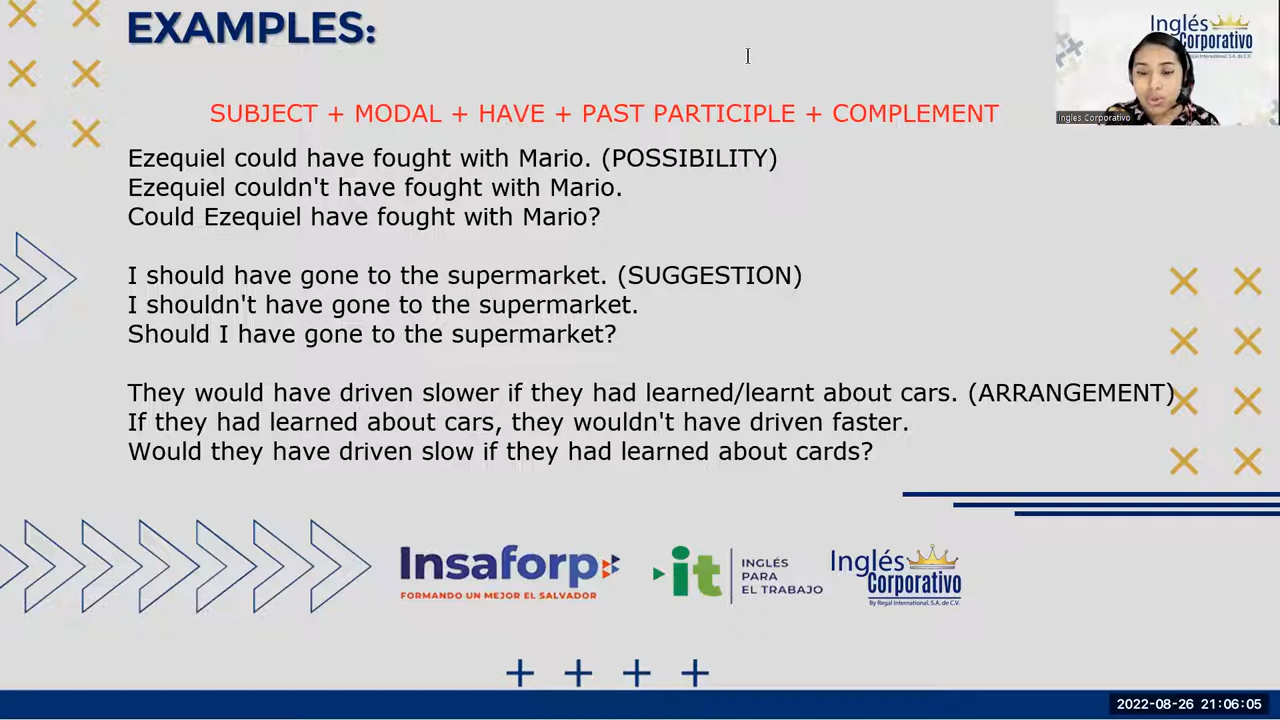 EXAMPLES:
SUBJECT + MODAL + HAVE + PAST PARTICIPLE + COMPLEMENT
Ezequiel could have fought with Mario. (POSSIBILITY)
Ezequiel couldn't have fought with Mario.
Could Ezequiel have fought with Mario?
I should have gone to the supermarket. (SUGGESTION)
I shouldn't have gone to the supermarket.
Should I have gone to the supermarket?
They would have driven slower if they had learned/learnt about cars. (ARRANGEMENT)
If they had learned about cars, they wouldn't have driven faster.
Would they have driven slow if they had learned about cards?
Inglés
Corporativo
Ingles Corporativo
Insaforp
FORMANDO UN MEJOR EL SALVADOR
it
INGLÉS
PARA
EL TRABAJO
Inglés
Corporativo
By Regal International, S.A. de C.V.
2022-08-26 21:06:05